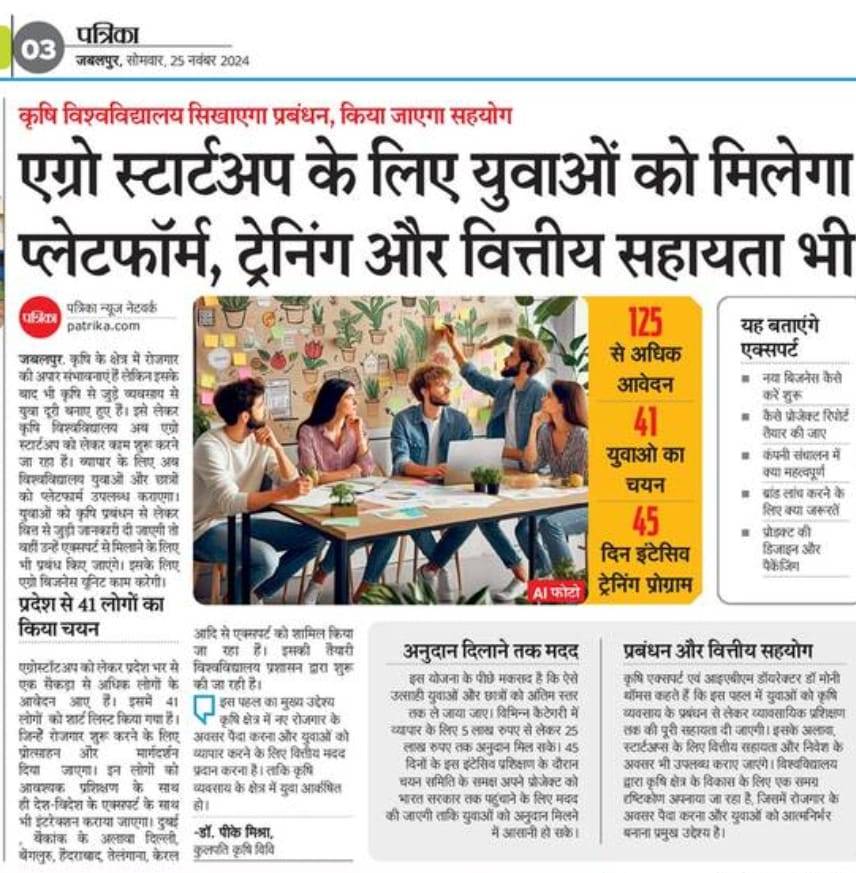 03
पत्रिका
जबलपुर, सोमवार, 25 नवंबर 2024
कृषि विश्वविद्यालय सिखाएगा प्रबंधन, किया जाएगा सहयोग
एग्रो स्टार्टअप के लिए युवाओं को मिलेगा
प्लेटफॉर्म, ट्रेनिंग और वित्तीय सहायता भी
पत्रिका
पत्रिका न्यूज नेटवर्क
patrika.com
जबलपुर. कृषि के क्षेत्र में रोजगार
की अपार संभावनाएं हैं लेकिन इसके
बाद भी कृषि से जुड़े व्यवसाय से
युवा दूरी बनाए हुए हैं। इसे लेकर
कृषि विश्वविद्यालय अब एग्रो
स्टार्टअप को लेकर काम शुरू करने
जा रहा है। व्यापार के लिए अब
विश्वविद्यालय युवाओं और छात्रों
को प्लेटफार्म उपलब्ध कराएगा।
युवाओं को कृषि प्रबंधन से लेकर
वित्त से जुड़ी जानकारी दी जाएगी तो
वहीं उन्हें एक्सपर्ट से मिलाने के लिए
भी प्रबंध किए जाएंगे। इसके लिए
एग्रो बिजनेस यूनिट काम करेगी।
प्रदेश से 41 लोगों का
किया चयन
एग्रोस्टॉटअप को लेकर प्रदेश भर से
एक सैकड़ा से अधिक लोगों के
आवेदन आए हैं। इसमें 41
लोगों को शार्ट लिस्ट किया गया है।
जिन्हें रोजगार शुरू करने के लिए
प्रोत्साहन और मार्गदर्शन
दिया जाएगा। इन लोगों को
आवश्यक प्रशिक्षण के साथ
ही देश-विदेश के एक्सपर्ट के साथ
भी इंटरेक्शन कराया जाएगा। दुबई
, बेंकांक के अलावा दिल्ली,
बेंगलुरु, हैदराबाद, तेलगाना, केरल
आदि से एक्सपर्ट को शामिल किया
जा रहा है। इसकी तैयारी
विश्वविद्यालय प्रशासन द्वारा शुरू
की जा रही है।
इस पहल का मुख्य उद्देश्य
कृषि क्षेत्र में नए रोजगार के
अवसर पैदा करना और युवाओं को
व्यापार करने के लिए वित्तीय मदद
प्रदान करना है। ताकि कृषि
व्यवसाय के क्षेत्र में युवा आकर्षित
हो।
-डॉ. पीके मिश्रा,
कुलपति कृषि विवि
AI फोटो
125
से अधिक
आवेदन
41
युवाओ का
चयन
45
दिन इंटेसिव
ट्रेनिंग प्रोग्राम
यह बताएंगे
एक्सपर्ट
नया बिजनेस कैसे
करें शुरू
कैसे प्रोजेक्ट रिपोर्ट
तैयार की जाए
कंपनी संचालन में
क्या महत्वपूर्ण
ब्रांड लांच करने के
लिए क्या जरूरतें
प्रोडक्ट की
डिजाइन और
पैकेजिंग
अनुदान दिलाने तक मदद
इस योजना के पीछे मकसद है कि ऐसे
उत्साही युवाओं और छात्रों को अंतिम स्तर
तक ले जाया जाए। विभिन्न कैटेगरी में
व्यापार के लिए 5 लाख रुपए से लेकर 25
लाख रुपए तक अनुदान मिल सके। 45
दिनों के इस इंटेसिव प्रशिक्षण के दौरान
चयन समिति के समक्ष अपने प्रोजेक्ट को
भारत सरकार तक पहुंचाने के लिए मदद
की जाएगी ताकि युवाओं को अनुदान मिलने
में आसानी हो सके।
प्रबंधन और वित्तीय सहयोग
कृषि एक्सपर्ट एवं आइएबीएम डॉयरेक्टर डॉ मोनी
थॉमस कहते हैं कि इस पहल में युवाओं को कृषि
व्यवसाय के प्रबंधन से लेकर व्यावसायिक प्रशिक्षण
तक की पूरी सहायता दी जाएगी। इसके अलावा,
स्टार्टअप्स के लिए वित्तीय सहायता और निवेश के
अवसर भी उपलब्ध कराए जाएंगे। विश्वविद्यालय
द्वारा कृषि क्षेत्र के विकास के लिए एक समग्र
दृष्टिकोण अपनाया जा रहा है, जिसमें रोजगार के
अवसर पैदा करना और युवाओं को आत्मनिर्भर
बनाना प्रमुख उद्देश्य है।